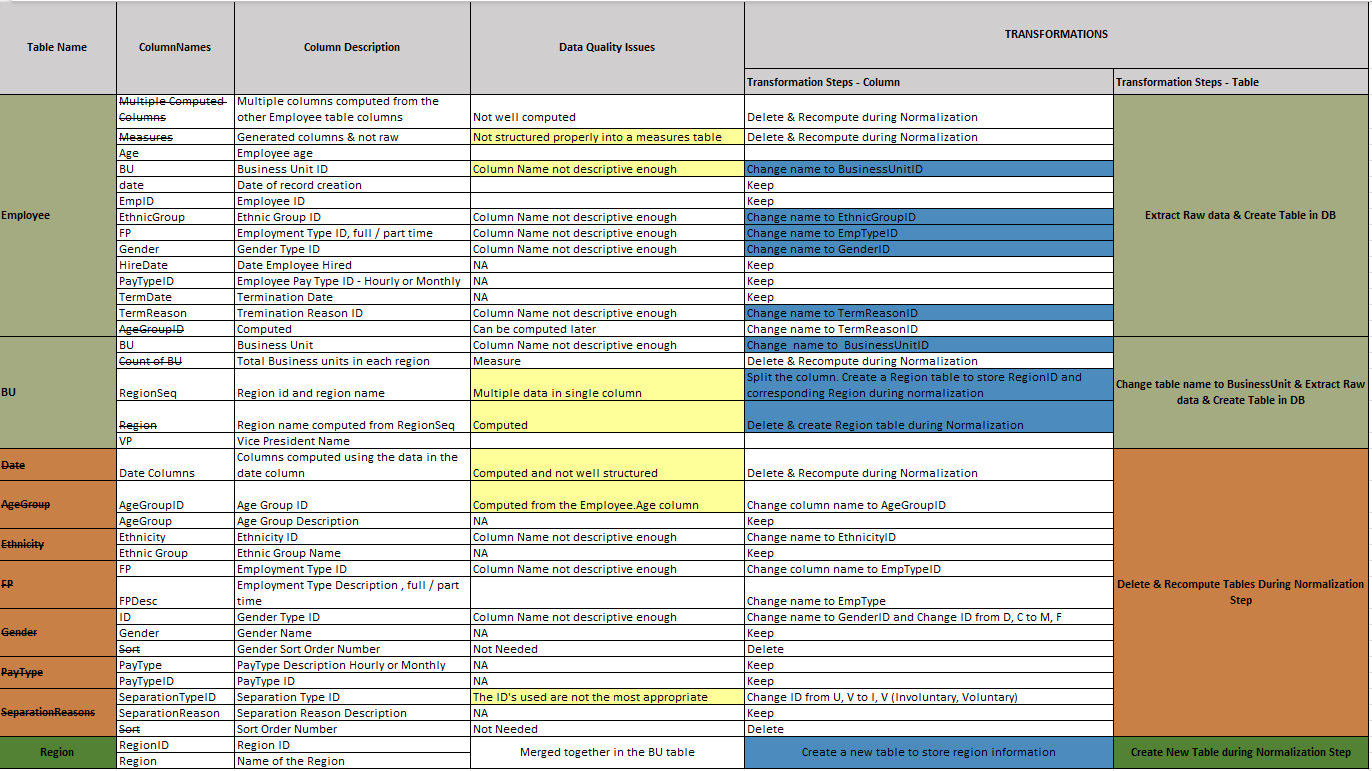 Table Name
ColumnNames
Column Description
Data Quality Issues
TRANSFORMATIONS
Transformation Steps - Column
Transformation Steps - Table
Employee
Multiple Computed
Columns
Multiple columns computed from the
other Employee table columns
Not well computed
Delete & Recompute during Normalization
Extract Raw data & Create Table in DB
Measures
Generated columns & not raw
Not structured properly into a measures table
Delete & Recompute during Normalization
Age
Employee age
BU
Business Unit ID
Column Name not descriptive enough
Change name to BusinessUnitID
date
Date of record creation
Keep
EmpID
Employee ID
Keep
EthnicGroup
Ethnic Group ID
Column Name not descriptive enough
Change name to EthnicGroupID
FP
Employment Type ID, full / part time
Column Name not descriptive enough
Change name to EmpTypeID
Gender
Gender Type ID
Column Name not descriptive enough
Change name to GenderID
HireDate
Date Employee Hired
NA
Keep
PayTypeID
Employee Pay Type ID - Hourly or Monthly
NA
Keep
TermDate
Termination Date
NA
Keep
TermReason
Tremination Reason ID
Column Name not descriptive enough
Change name to TermReasonID
AgeGroupID
Computed
Can be computed later
Change name to TermReasonID
BU
BU
Business Unit
Column Name not descriptive enough
Change name to BusinessUnitID
Change table name to BusinessUnit & Extract Raw
data & Create Table in DB
Count of BU
Total Business units in each region
Measure
Delete & Recompute during Normalization
RegionSeq
Region id and region name
Multiple data in single column
Split the column. Create a Region table to store RegionID and
corresponding Region during normalization
Region
Region name computed from RegionSeq
Computed
Delete & create Region table during Normalization
VP
Vice President Name
Date
Date Columns
Columns computed using the data in the
date column
Computed and not well structured
Delete & Recompute during Normalization
Delete & Recompute Tables During Normalization
Step
AgeGroup
AgeGroupID
Age Group ID
Computed from the Employee.Age column
Change column name to AgeGroupID
AgeGroup
Age Group Description
NA
Keep
Ethnicity
Ethnicity
Ethnicity ID
Column Name not descriptive enough
Change name to EthnicityID
Ethnic Group
Ethnic Group Name
NA
Keep
FP
FP
Employment Type ID
Column Name not descriptive enough
Change column name to EmpTypeID
FPDesc
Employment Type Description , full / part
time
Change name to EmpType
Gender
ID
Gender Type ID
Column Name not descriptive enough
Change name to GenderID and Change ID from D, C to M, F
Gender
Gender Name
NA
Keep
Sort
Gender Sort Order Number
Not Needed
Delete
PayType
PayType
PayType Description Hourly or Monthly
NA
Keep
PayTypeID
PayType ID
NA
Keep
SeparationReasons
SeparationTypeID
Separation Type ID
The ID's used are not the most appropriate
Change ID from U, V to I, V (Involuntary, Voluntary)
SeparationReason
Separation Reason Description
NA
Keep
Sort
Sort Order Number
Not Needed
Delete
Region
RegionID
Region ID
Merged together in the BU table
Create a new table to store region information
Create New Table during Normalization Step
Region
Name of the Region